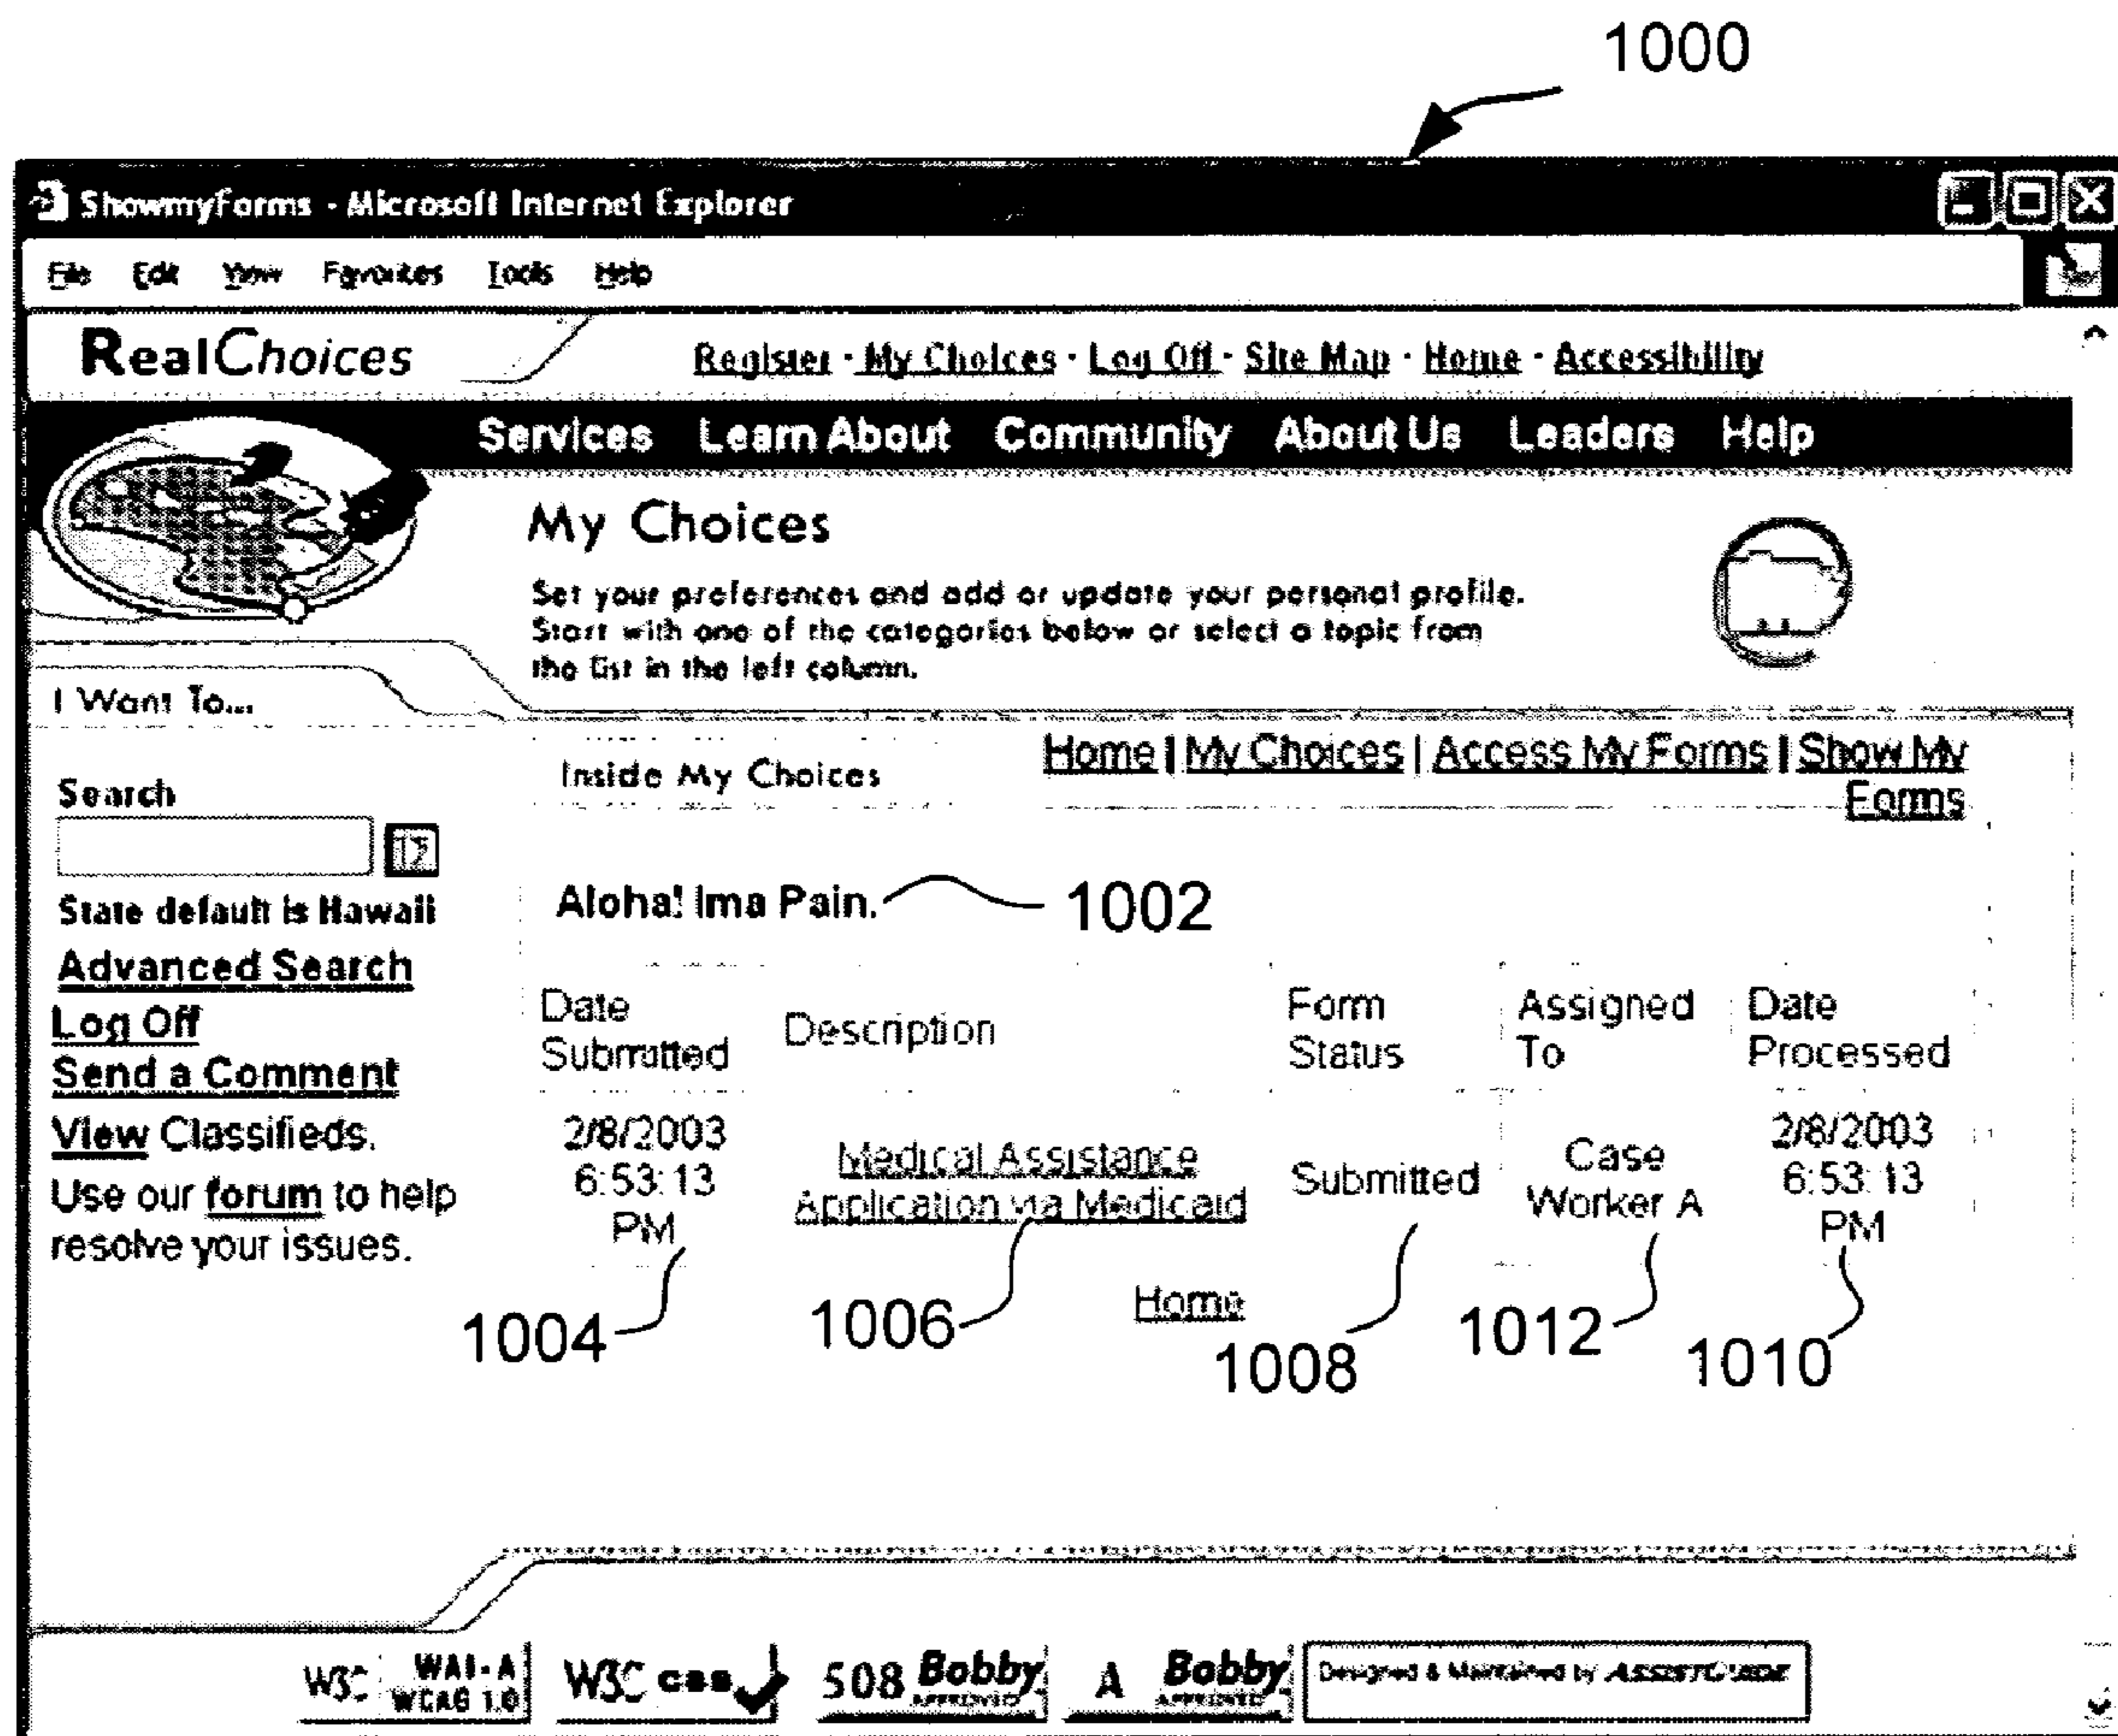 1000
ShowmyForms - Microsoft Internet Explorer
File Edit View Favorites Tools Help
RealChoices
Register · My Choices · Log Off · Site Map · Home · Accessibility
Services Learn About Community About Us Leaders Help
My Choices
Set your preferences and add or update your personal profile.
Start with one of the categories below or select a topic from
the list in the left column.
I Want To...
Home | My Choices | Access My Forms | Show My
Forms
Inside My Choices
Search
State default is Hawaii
Advanced Search
Log Off
Send a Comment
View Classifieds.
Use our forum to help
resolve your issues.
Aloha! Ima Pain.
1002
Date
Submitted
Description
Form
Status
Assigned
To
Date
Processed
2/8/2003
6:53:13
PM
Medical Assistance
Application via Medicaid
Submitted
Case
Worker A
2/8/2003
6:53:13
PM
1004
1006
Home
1008
1012
1010
W3C WAI-A
WCAG 1.0
W3C css
508 Bobby
APPROVED
A Bobby
APPROVED
Designed & Maintained by ASSISTGUIDE